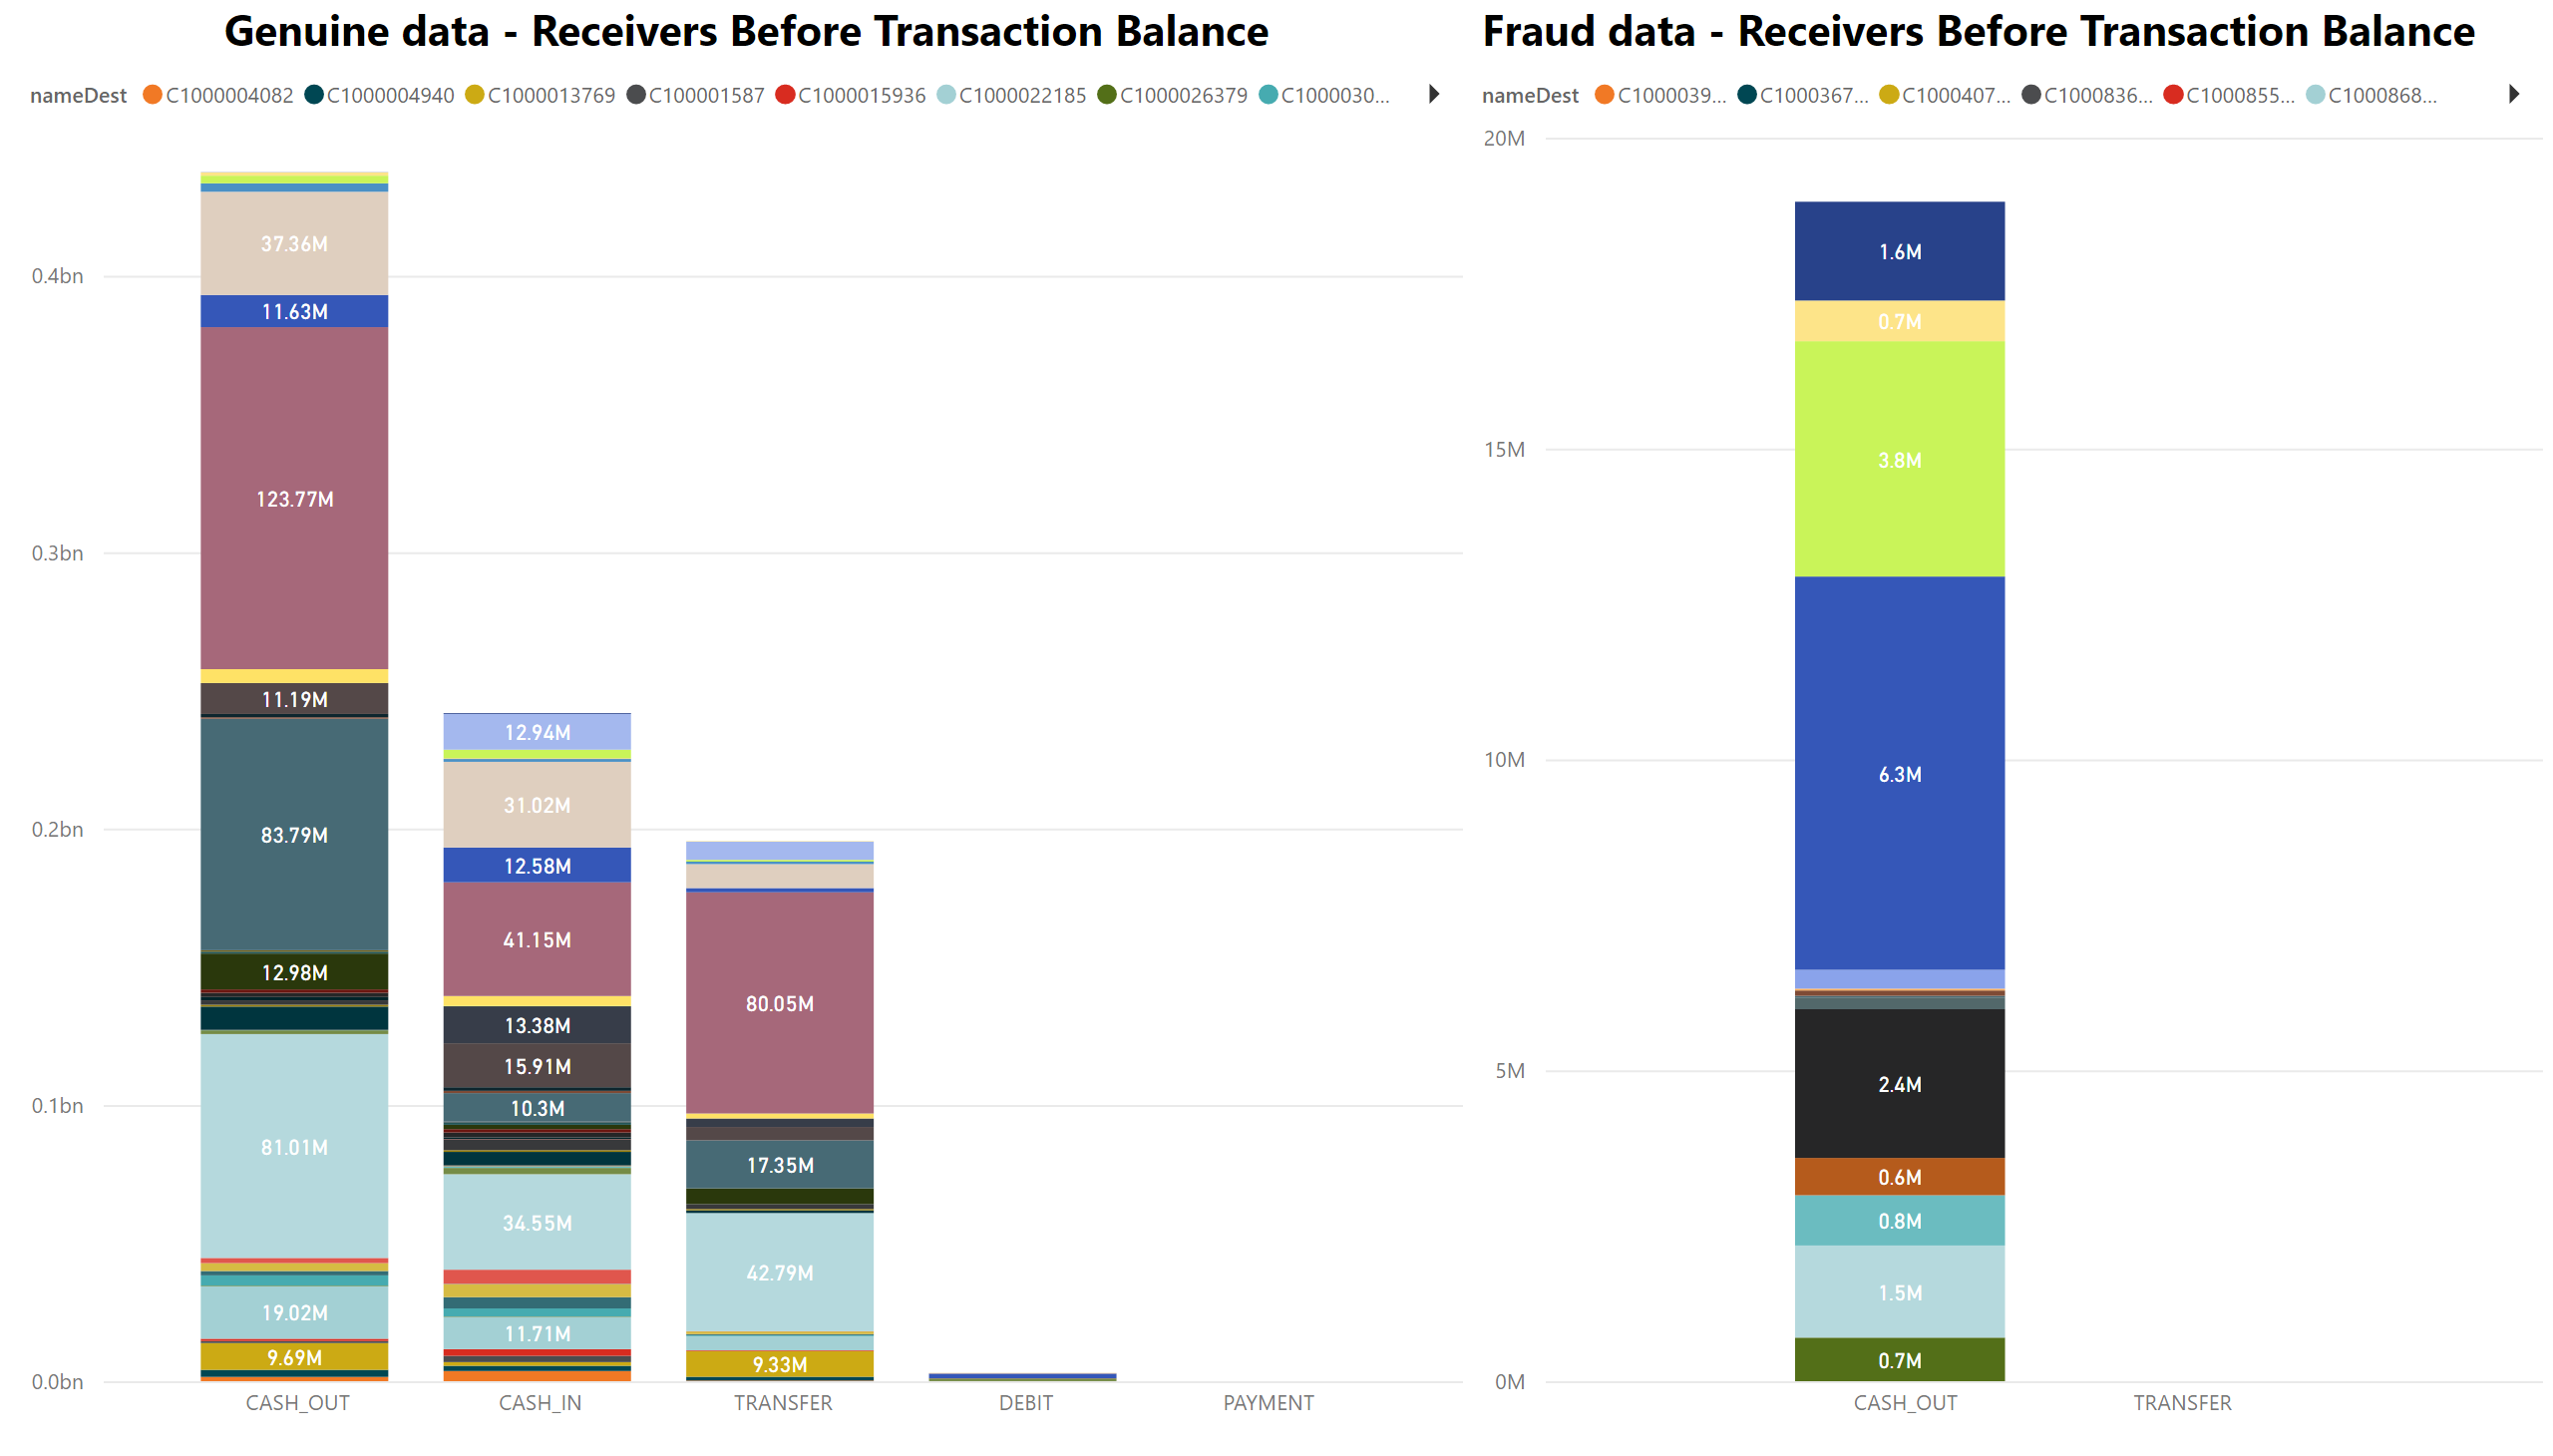 Genuine data - Receivers Before Transaction Balance
nameDest C1000004082 C1000004940 C1000013769 C100001587 C1000015936 C1000022185 C1000026379 C1000030...
0.4bn
0.3bn
0.2bn
0.1bn
0.0bn
37.36M
11.63M
123.77M
11.19M
83.79M
12.98M
81.01M
19.02M
9.69M
12.94M
31.02M
12.58M
41.15M
13.38M
15.91M
10.3M
34.55M
11.71M
80.05M
17.35M
42.79M
9.33M
CASH_OUT CASH_IN TRANSFER DEBIT PAYMENT
Fraud data - Receivers Before Transaction Balance
nameDest C1000039... C1000367... C1000407... C1000836... C1000855... C1000868...
20M
15M
10M
5M
0M
1.6M
0.7M
3.8M
6.3M
2.4M
0.6M
0.8M
1.5M
0.7M
CASH_OUT TRANSFER